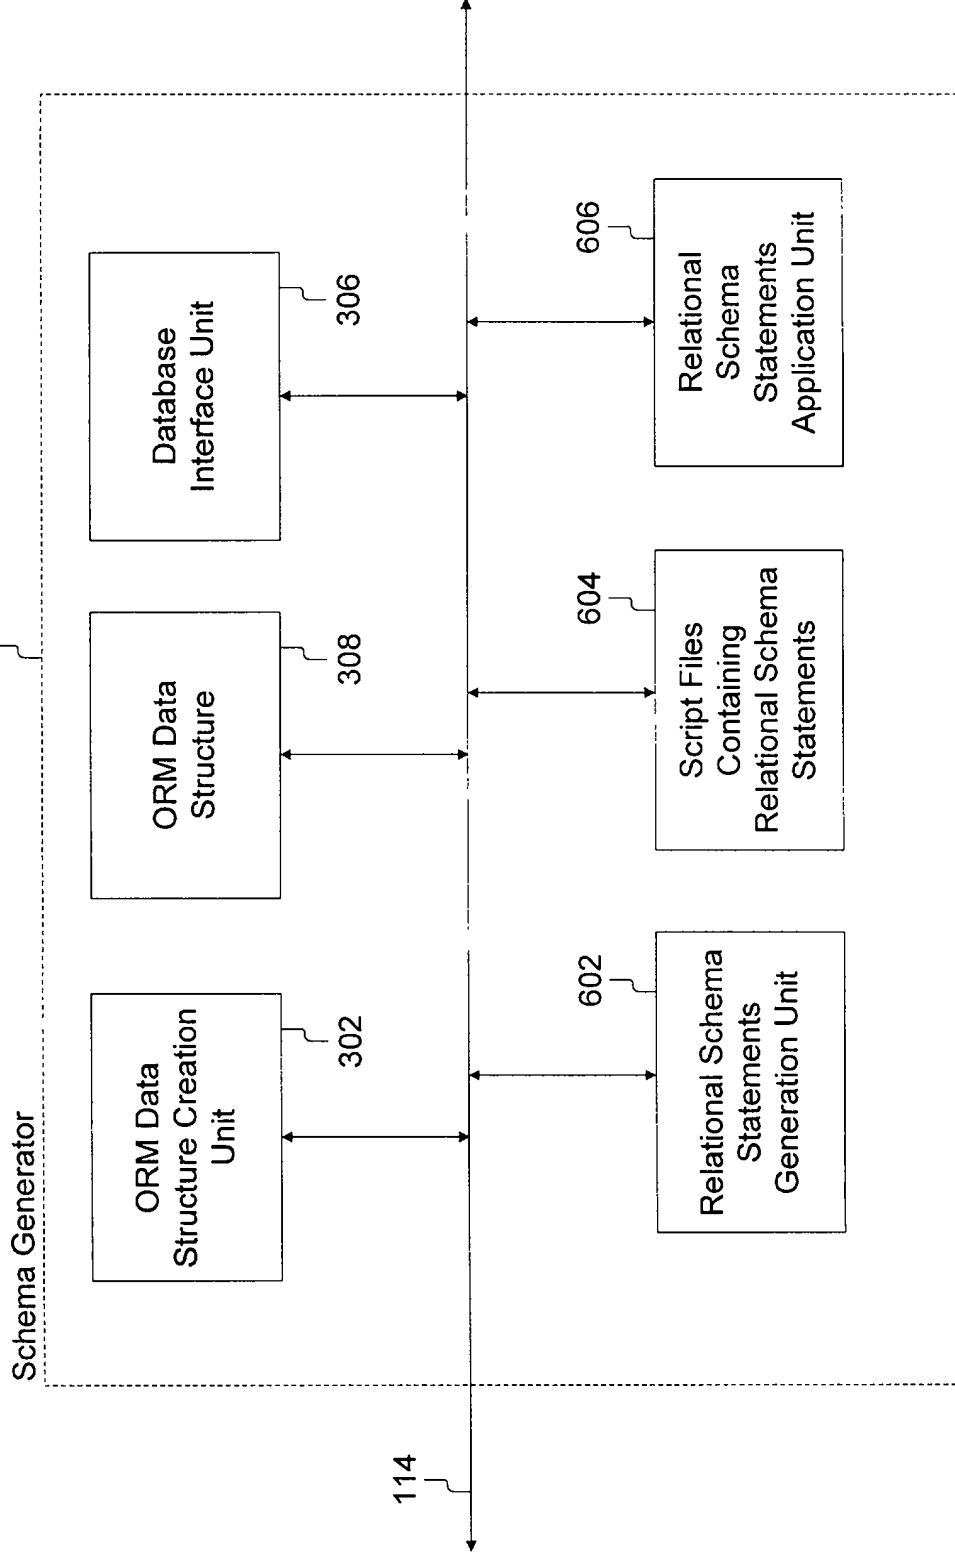 Schema Generator
ORM Data
Structure Creation
Unit
302
ORM Data
Structure
308
Database
Interface Unit
306
114
602
Relational Schema
Statements
Generation Unit
604
Script Files
Containing
Relational Schema
Statements
606
Relational
Schema
Statements
Application Unit